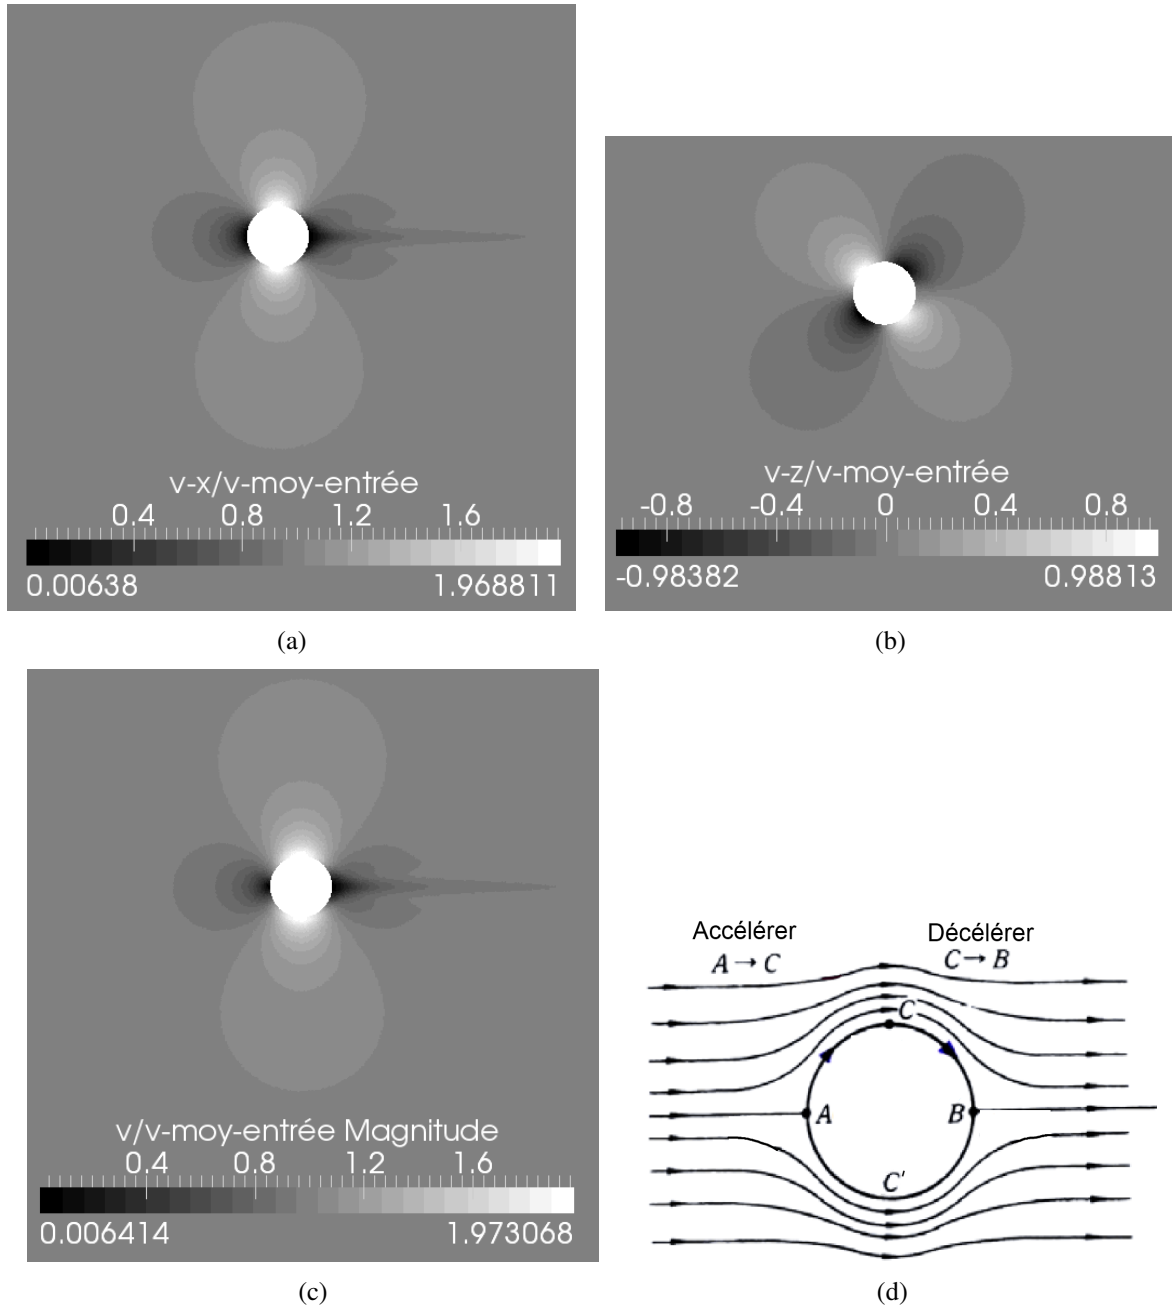 v-x/v-moy-entrée
0.4 0.8 1.2 1.6
0.00638 1.968811
(a)
v-z/v-moy-entrée
-0.8 -0.4 0 0.4 0.8
-0.98382 0.98813
(b)
v/v-moy-entrée Magnitude
0.4 0.8 1.2 1.6
0.006414 1.973068
(c)
Accélérer Décélérer
A→C C→B
C
A B
C'
(d)